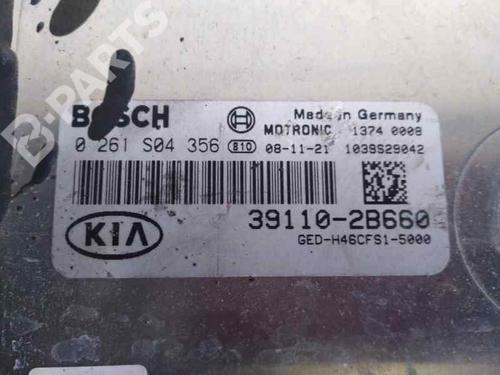 B-PARTS
BOSCH
Made in Germany
MOTRONIC 1374 0008
0 261 S04 356 810 08-11-21 1039S29042
KIA
39110-2B660
GED-H46CFS1-5000